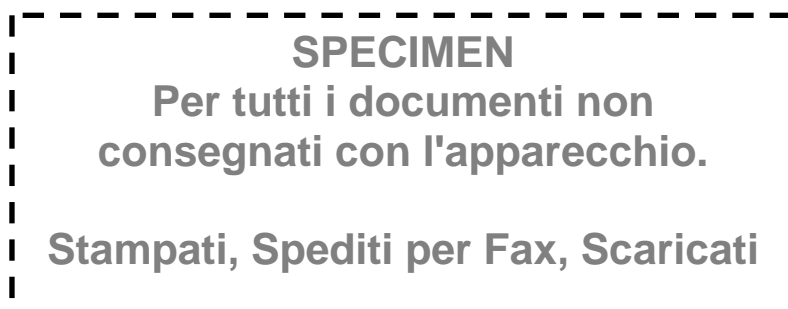 SPECIMEN
Per tutti i documenti non
consegnati con l'apparecchio.
Stampati, Spediti per Fax, Scaricati